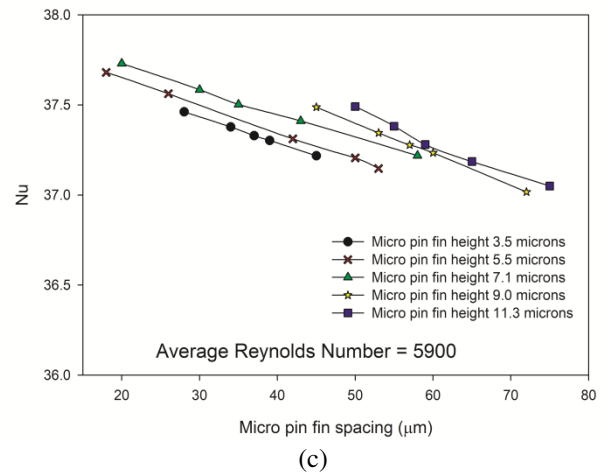 38.0
37.5
37.0
36.5
36.0
Nu
Micro pin fin height 3.5 microns
Micro pin fin height 5.5 microns
Micro pin fin height 7.1 microns
Micro pin fin height 9.0 microns
Micro pin fin height 11.3 microns
Average Reynolds Number = 5900
20 30 40 50 60 70 80
Micro pin fin spacing (μm)
(c)